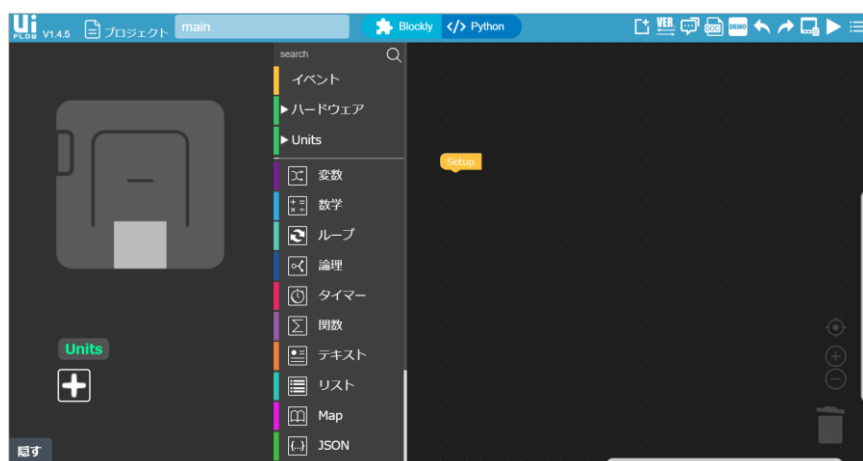 Ui
FLOW V1.4.5 プロジェクト main Blockly </> Python VER. DOC DEMO
search
イベント
ハードウェア
Units
Setup
変数
数学
ループ
論理
タイマー
関数
テキスト
リスト
Map
JSON
Units
隠す